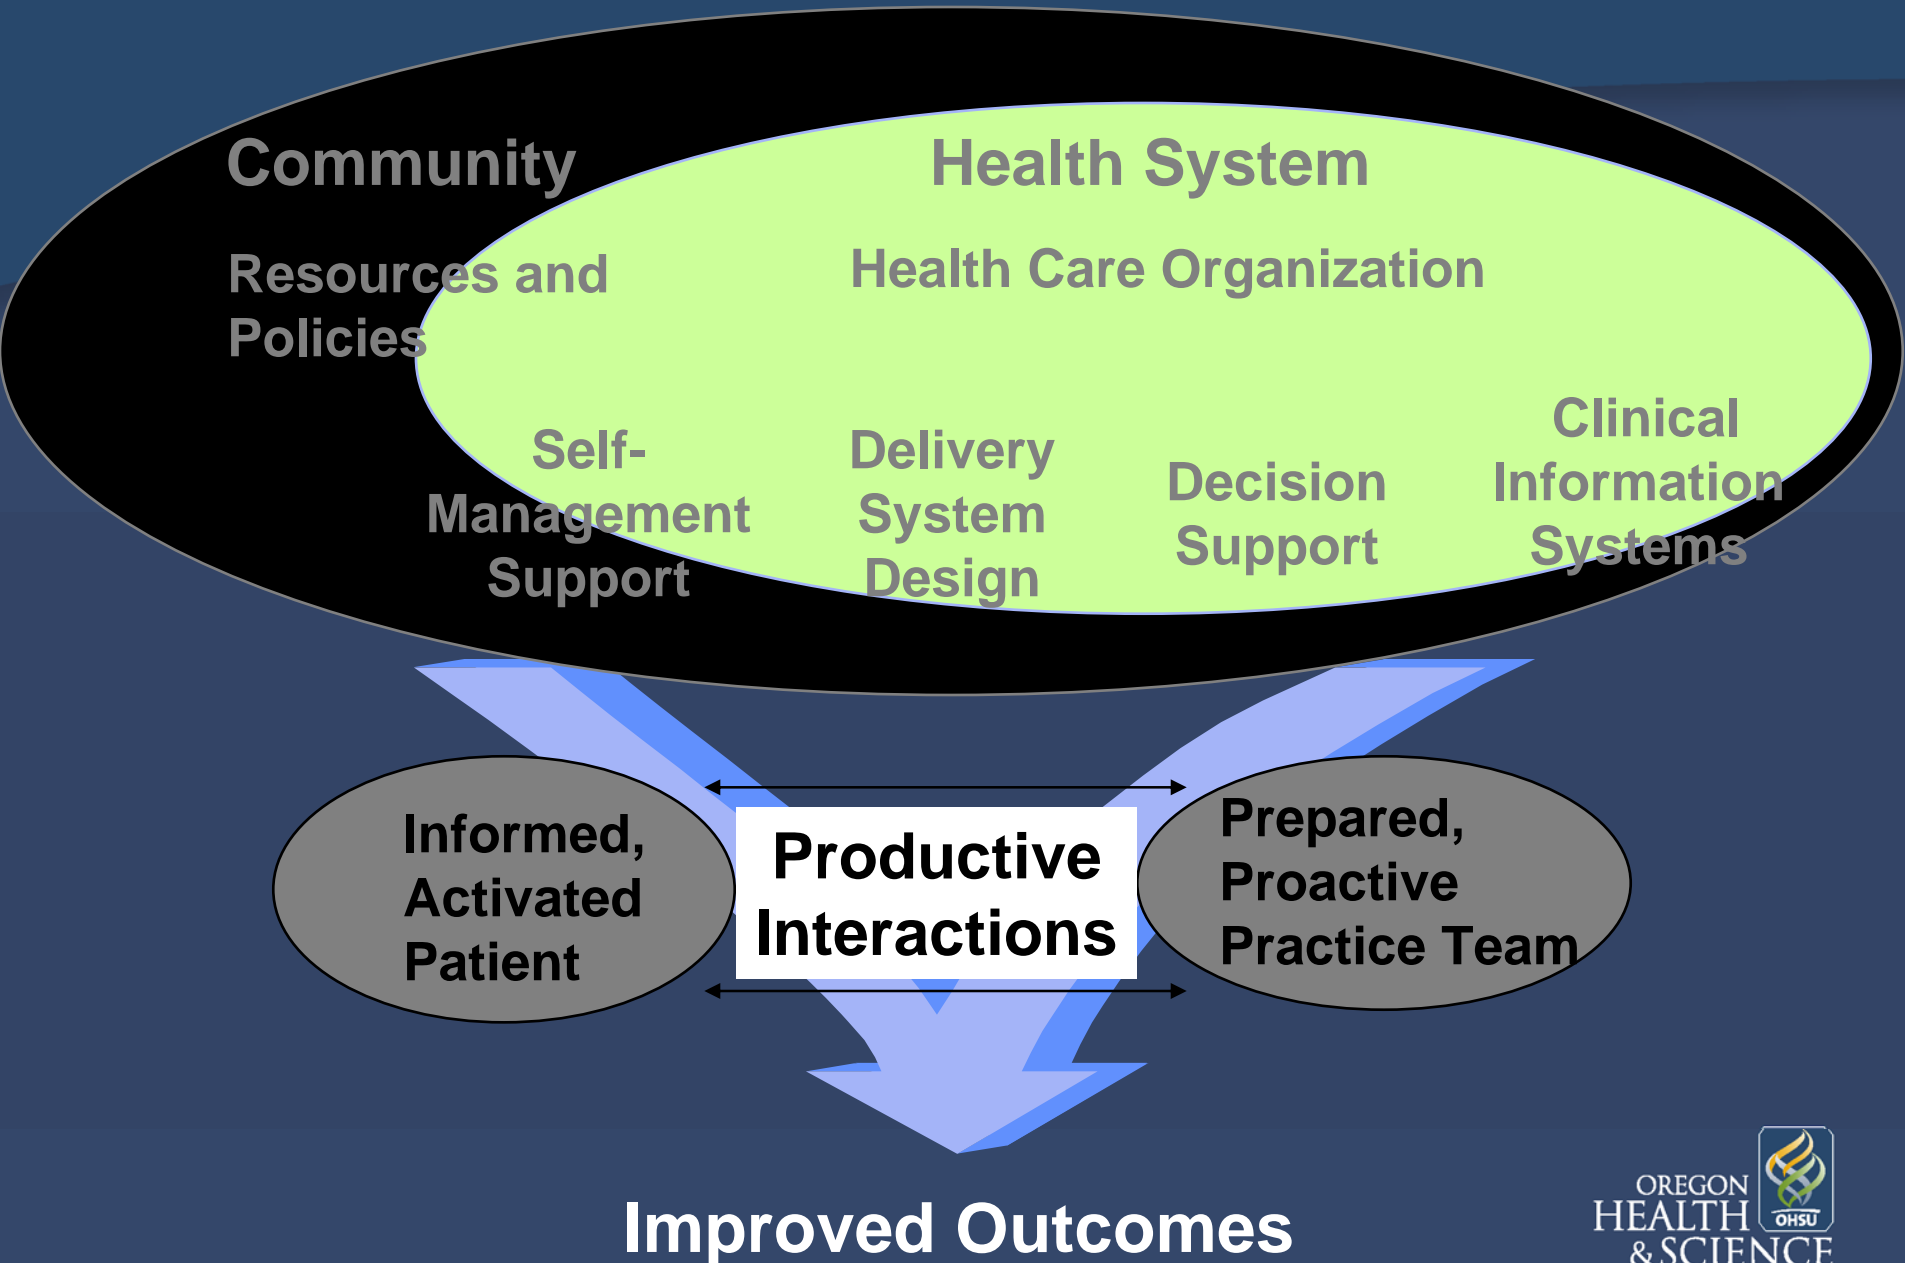 Community
Health System
Resources and
Policies
Health Care Organization
Self-
Management
Support
Delivery
System
Design
Decision
Support
Clinical
Information
Systems
Informed,
Activated
Patient
Productive
Interactions
Prepared,
Proactive
Practice Team
Improved Outcomes
OREGON
HEALTH
&SCIENCE
OHSU